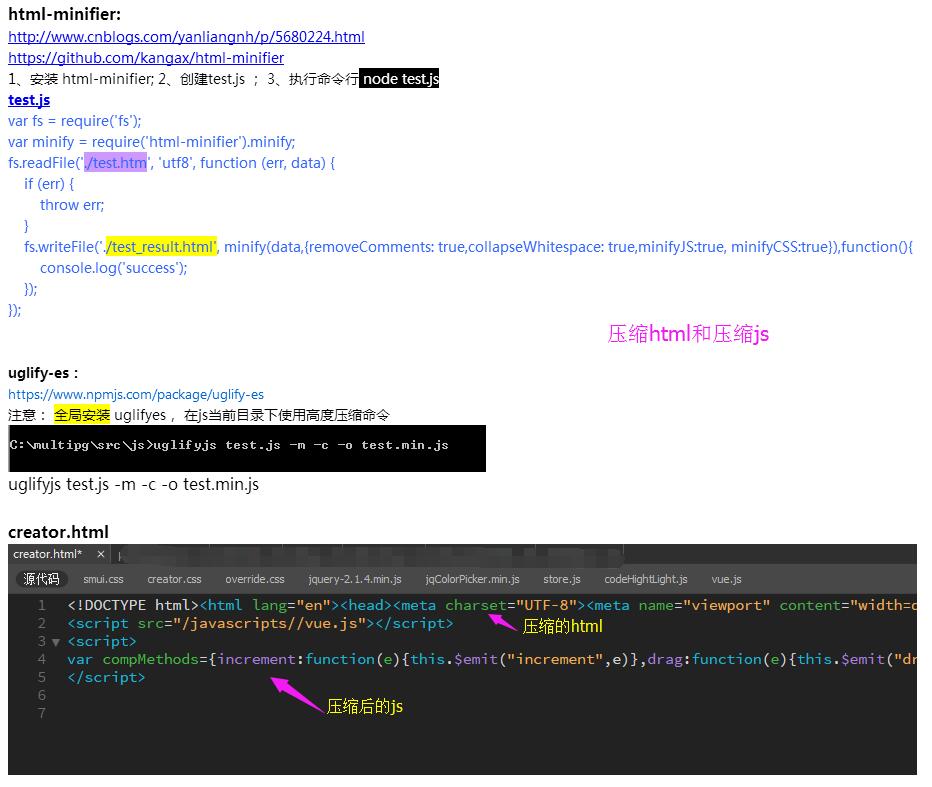 html-minifier:
http://www.cnblogs.com/yanliangnh/p/5680224.html
https://github.com/kangax/html-minifier
1、安装 html-minifier; 2、创建test.js ； 3、执行命令行 node test.js
test.js
var fs = require('fs');
var minify = require('html-minifier').minify;
fs.readFile('./test.htm', 'utf8', function (err, data) {
if (err) {
throw err;
}
fs.writeFile('./test_result.html', minify(data,{removeComments: true,collapseWhitespace: true,minifyJS:true, minifyCSS:true}),function(){
console.log('success');
});
});
压缩html和压缩js
uglify-es：
https://www.npmjs.com/package/uglify-es
注意： 全局安装 uglifyes ，在js当前目录下使用高度压缩命令
C:\multipg\src\js>uglifyjs test.js -m -c -o test.min.js
uglifyjs test.js -m -c -o test.min.js
creator.html
creator.html* ×
源代码 smui.css creator.css override.css jquery-2.1.4.min.js jqColorPicker.min.js store.js codeHightLight.js vue.js
1 <!DOCTYPE html><html lang="en"><head><meta charset="UTF-8"><meta name="viewport" content="width=d
2 <script src="/javascripts//vue.js"></script>
压缩的html
3 ▼ <script>
4 var compMethods={increment:function(e){this.$emit("increment",e)},drag:function(e){this.$emit("dr
5 </script>
6
压缩后的js
7